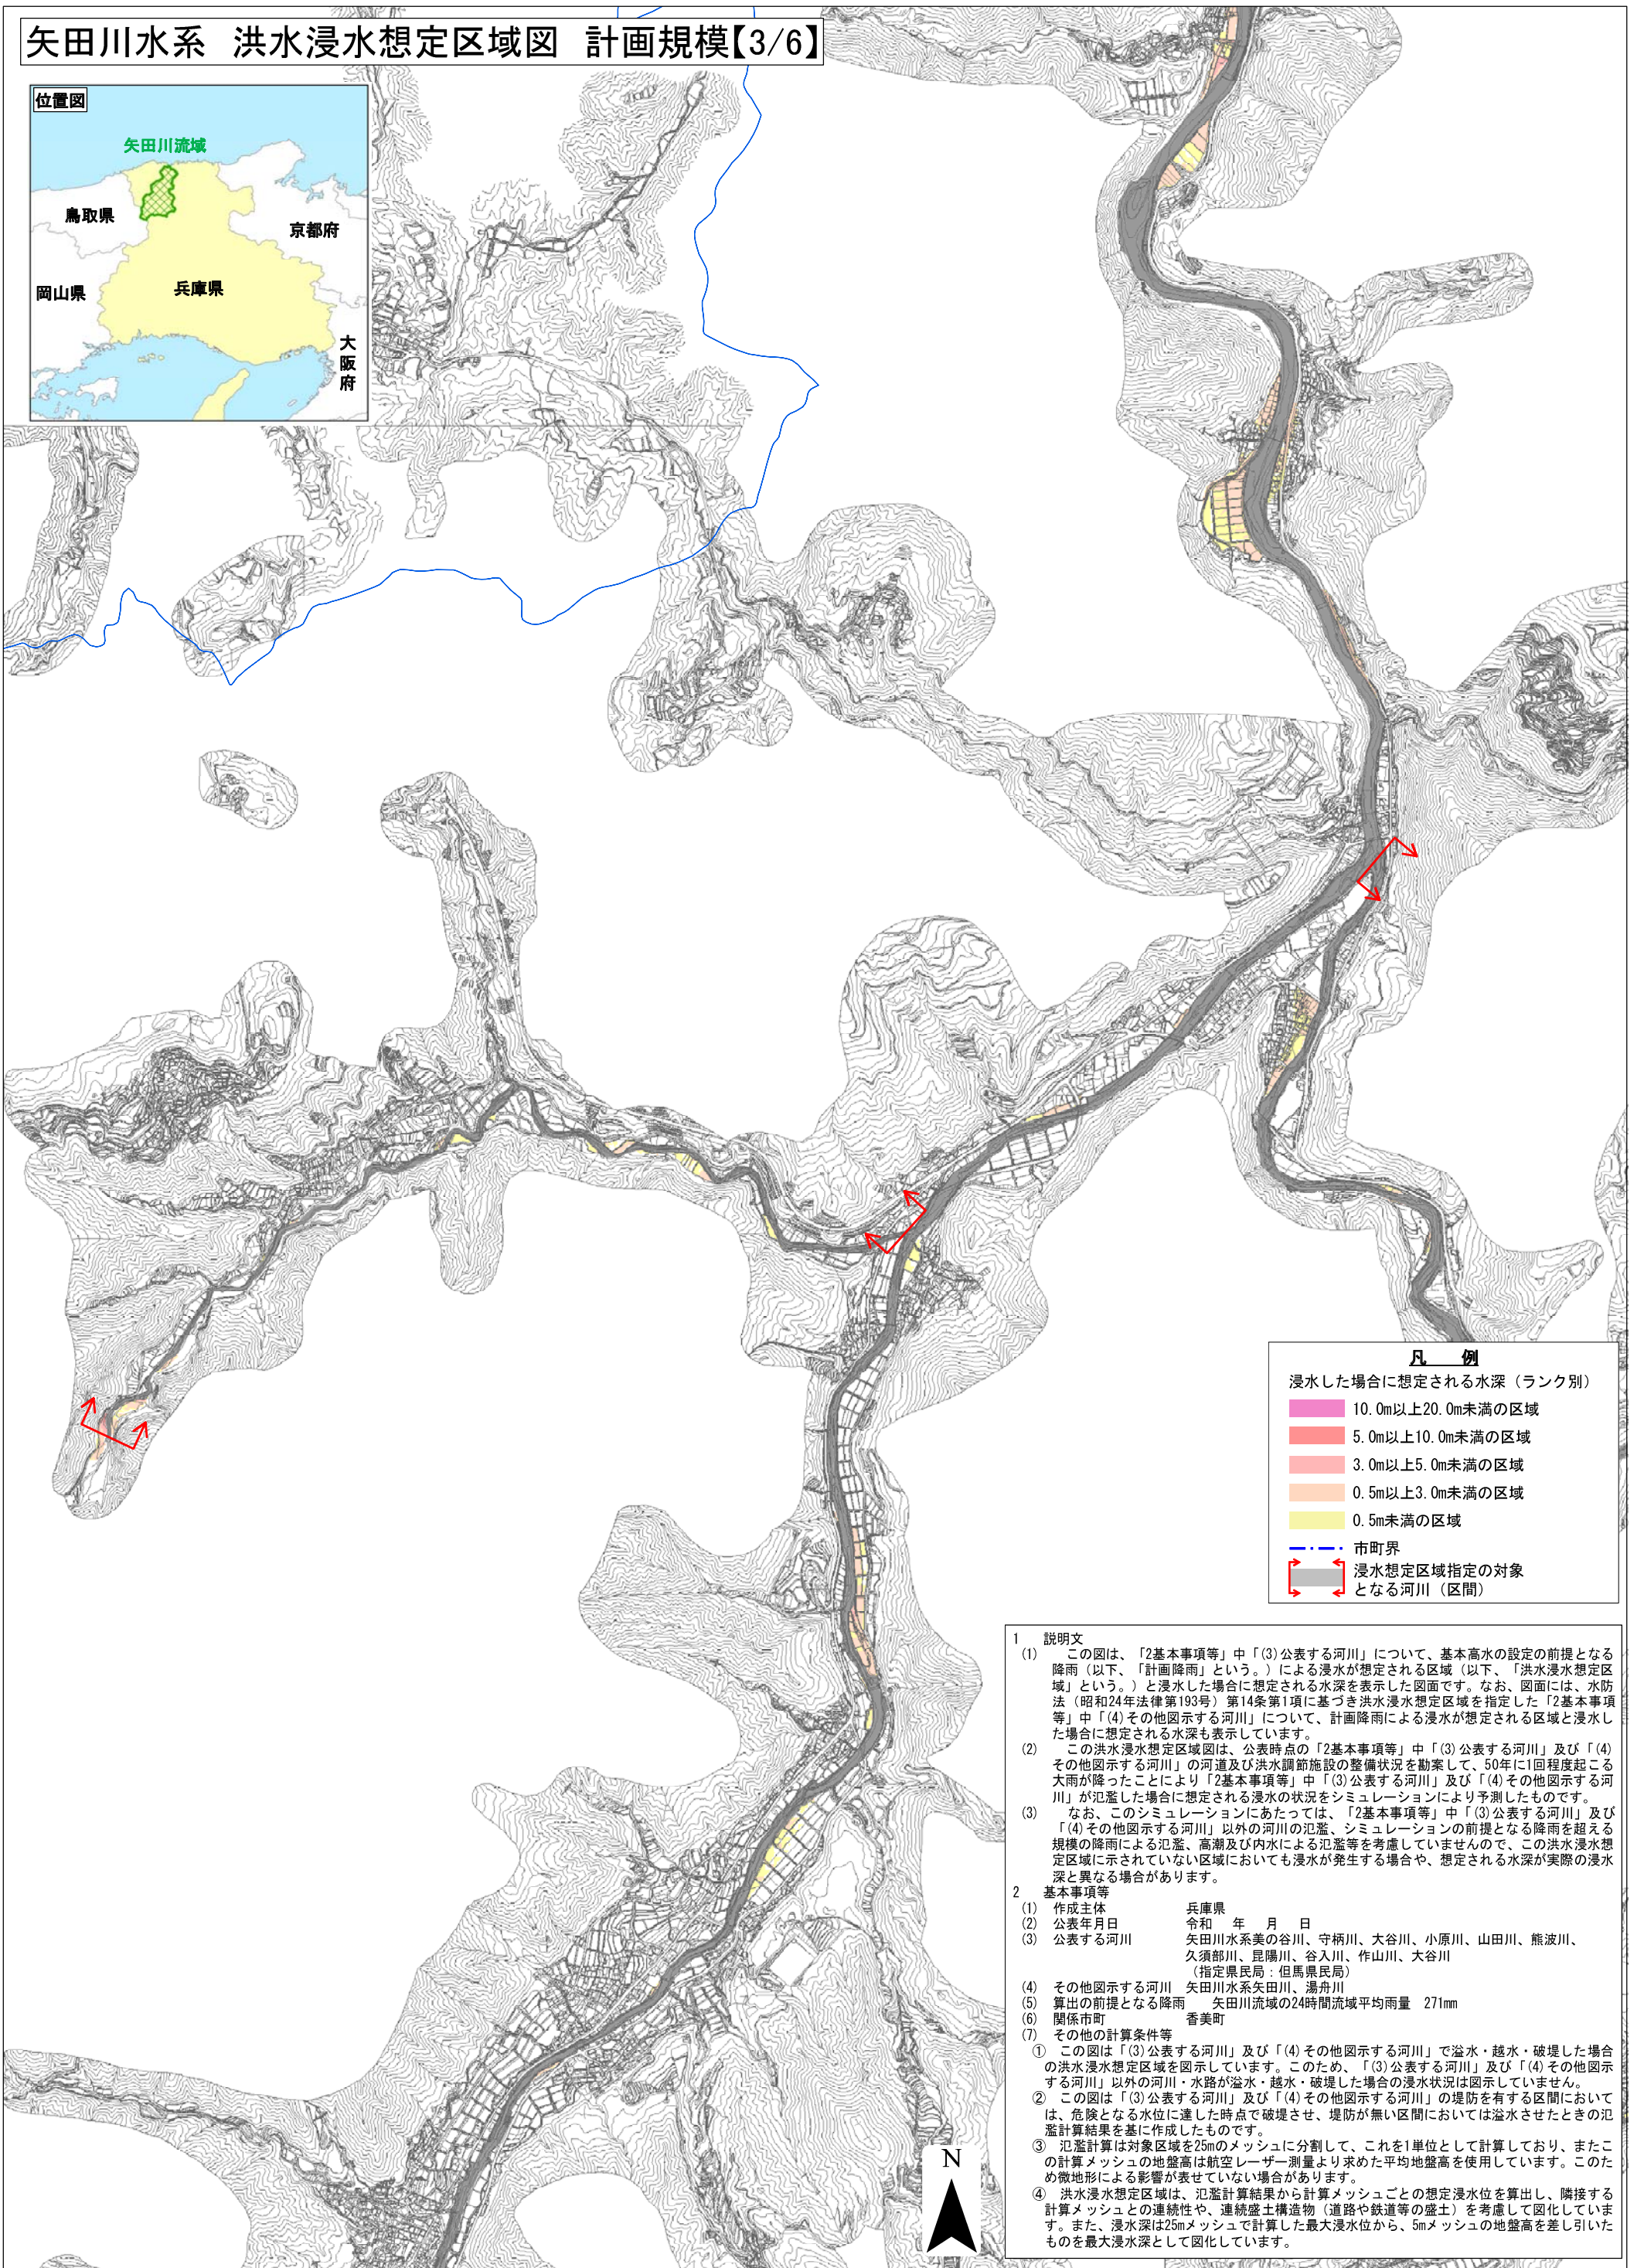 矢田川水系 洪水浸水想定区域図 計画規模【3/6】
位置図
矢田川流域
鳥取県
京都府
岡山県
兵庫県
大阪府
凡 例
浸水した場合に想定される水深（ランク別）
10.0m以上20.0m未満の区域
5.0m以上10.0m未満の区域
3.0m以上5.0m未満の区域
0.5m以上3.0m未満の区域
0.5m未満の区域
市町界
浸水想定区域指定の対象
となる河川（区間）
1 説明文
(1) この図は、「2基本事項等」中「(3)公表する河川」について、基本高水の設定の前提となる
降雨（以下、「計画降雨」という。）による浸水が想定される区域（以下、「洪水浸水想定区
域」という。）と浸水した場合に想定される水深を表示した図面です。なお、図面には、水防
法（昭和24年法律第193号）第14条第1項に基づき洪水浸水想定区域を指定した「2基本事項
等」中「(4)その他図示する河川」について、計画降雨による浸水が想定される区域と浸水し
た場合に想定される水深も表示しています。
(2) この洪水浸水想定区域図は、公表時点の「2基本事項等」中「(3)公表する河川」及び「(4)
その他図示する河川」の河道及び洪水調節施設の整備状況を勘案して、50年に1回程度起こる
大雨が降ったことにより「2基本事項等」中「(3)公表する河川」及び「(4)その他図示する河
川」が氾濫した場合に想定される浸水の状況をシミュレーションにより予測したものです。
(3) なお、このシミュレーションにあたっては、「2基本事項等」中「(3)公表する河川」及び
「(4)その他図示する河川」以外の河川の氾濫、シミュレーションの前提となる降雨を超える
規模の降雨による氾濫、高潮及び内水による氾濫等を考慮していませんので、この洪水浸水想
定区域に示されていない区域においても浸水が発生する場合や、想定される水深が実際の浸水
深と異なる場合があります。
2 基本事項等
(1) 作成主体 兵庫県
(2) 公表年月日 令和 年 月 日
(3) 公表する河川 矢田川水系美の谷川、守柄川、大谷川、小原川、山田川、熊波川、
久須部川、昆陽川、谷入川、作山川、大谷川
（指定県民局：但馬県民局）
(4) その他図示する河川 矢田川水系矢田川、湯舟川
(5) 算出の前提となる降雨 矢田川流域の24時間流域平均雨量 271mm
(6) 関係市町 香美町
(7) その他の計算条件等
① この図は「(3)公表する河川」及び「(4)その他図示する河川」で溢水・越水・破堤した場合
の洪水浸水想定区域を図示しています。このため、「(3)公表する河川」及び「(4)その他図示
する河川」以外の河川・水路が溢水・越水・破堤した場合の浸水状況は図示していません。
② この図は「(3)公表する河川」及び「(4)その他図示する河川」の堤防を有する区間において
は、危険となる水位に達した時点で破堤させ、堤防が無い区間においては溢水させたときの氾
濫計算結果を基に作成したものです。
③ 氾濫計算は対象区域を25mのメッシュに分割して、これを1単位として計算しており、またこ
の計算メッシュの地盤高は航空レーザー測量より求めた平均地盤高を使用しています。このた
め微地形による影響が表せていない場合があります。
④ 洪水浸水想定区域は、氾濫計算結果から計算メッシュごとの想定浸水位を算出し、隣接する
計算メッシュとの連続性や、連続盛土構造物（道路や鉄道等の盛土）を考慮して図化していま
す。また、浸水深は25mメッシュで計算した最大浸水位から、5mメッシュの地盤高を差し引いた
ものを最大浸水深として図化しています。
N